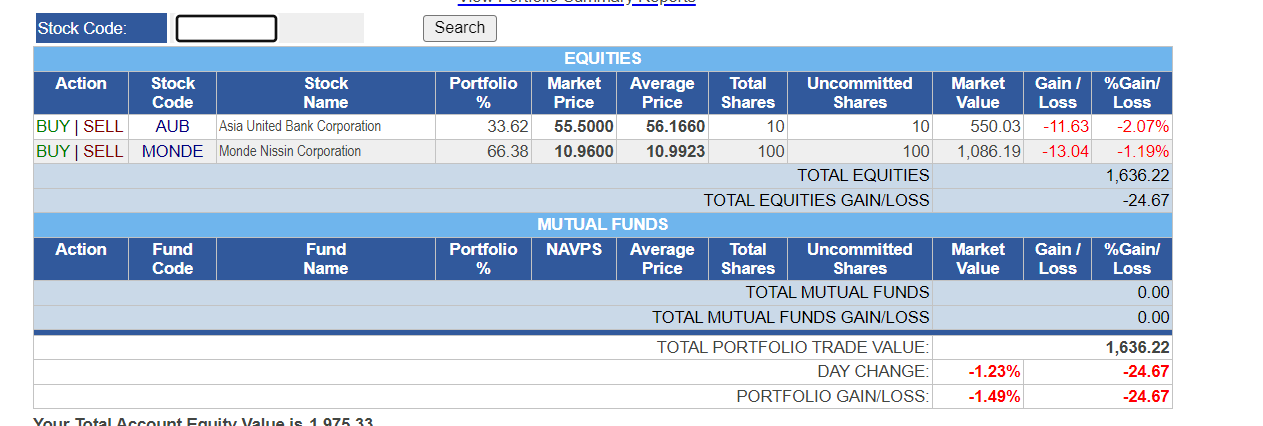 View Portfolio Summary Reports
Stock Code: Search
EQUITIES
Action Stock Code Stock Name Portfolio % Market Price Average Price Total Shares Uncommitted Shares Market Value Gain / Loss %Gain/ Loss
BUY | SELL AUB Asia United Bank Corporation 33.62 55.5000 56.1660 10 10 550.03 -11.63 -2.07%
BUY | SELL MONDE Monde Nissin Corporation 66.38 10.9600 10.9923 100 100 1,086.19 -13.04 -1.19%
TOTAL EQUITIES 1,636.22
TOTAL EQUITIES GAIN/LOSS -24.67
MUTUAL FUNDS
Action Fund Code Fund Name Portfolio % NAVPS Average Price Total Shares Uncommitted Shares Market Value Gain / Loss %Gain/ Loss
TOTAL MUTUAL FUNDS 0.00
TOTAL MUTUAL FUNDS GAIN/LOSS 0.00
TOTAL PORTFOLIO TRADE VALUE: 1,636.22
DAY CHANGE: -1.23% -24.67
PORTFOLIO GAIN/LOSS: -1.49% -24.67
Your Total Account Equity Value is 1,975.33